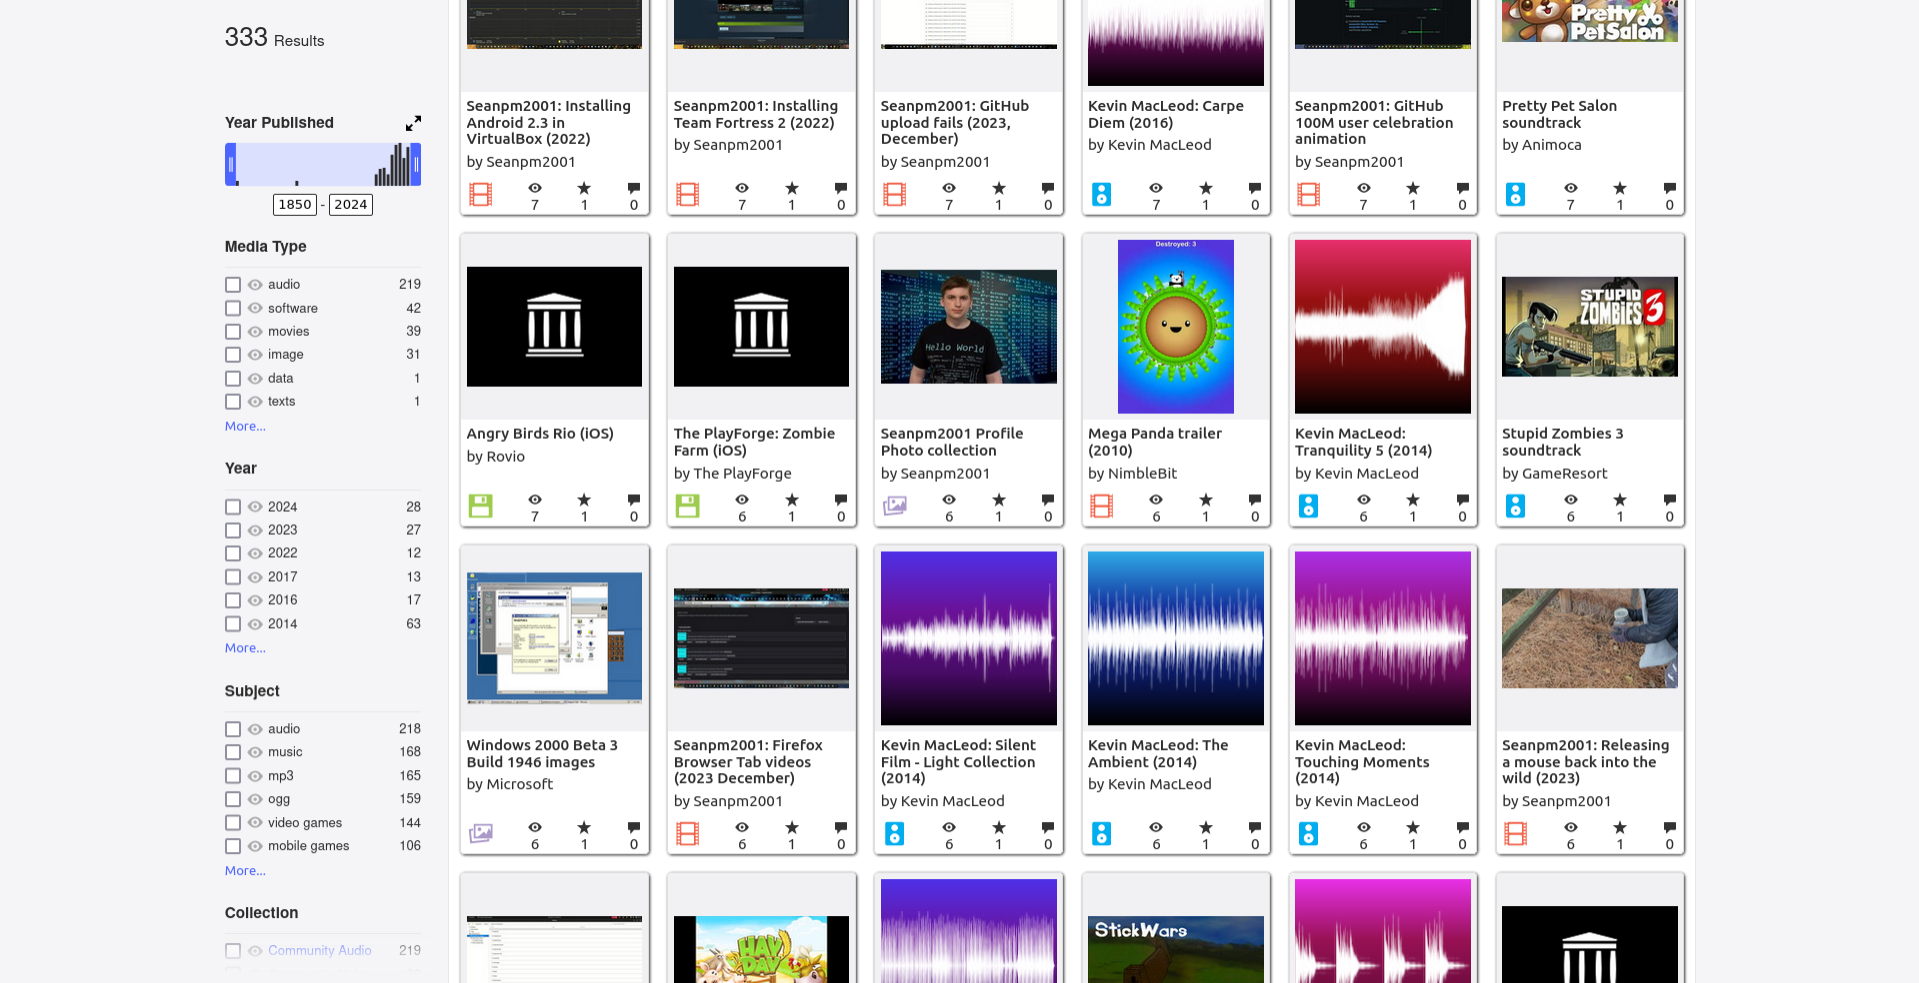 333 Results
Year Published
1850 - 2024
Media Type
audio 219
software 42
movies 39
image 31
data 1
texts 1
More...
Year
2024 28
2023 27
2022 12
2017 13
2016 17
2014 63
More...
Subject
audio 218
music 168
mp3 165
ogg 159
video games 144
mobile games 106
More...
Collection
Community Audio 219
Seanpm2001: Installing
Android 2.3 in
VirtualBox (2022)
by Seanpm2001
7 1 0
Seanpm2001: Installing
Team Fortress 2 (2022)
by Seanpm2001
7 1 0
Seanpm2001: GitHub
upload fails (2023,
December)
by Seanpm2001
7 1 0
Kevin MacLeod: Carpe
Diem (2016)
by Kevin MacLeod
7 1 0
Seanpm2001: GitHub
100M user celebration
animation
by Seanpm2001
7 1 0
Pretty
PetSalon
Pretty Pet Salon
soundtrack
by Animoca
7 1 0
Angry Birds Rio (iOS)
by Rovio
7 1 0
The PlayForge: Zombie
Farm (iOS)
by The PlayForge
6 1 0
Hello World
Seanpm2001 Profile
Photo collection
by Seanpm2001
6 1 0
Destroyed: 3
Mega Panda trailer
(2010)
by NimbleBit
6 1 0
Kevin MacLeod:
Tranquility 5 (2014)
by Kevin MacLeod
6 1 0
STUPID
ZOMBIES 3
Stupid Zombies 3
soundtrack
by GameResort
6 1 0
Windows 2000 Beta 3
Build 1946 images
by Microsoft
6 1 0
Seanpm2001: Firefox
Browser Tab videos
(2023 December)
by Seanpm2001
6 1 0
Kevin MacLeod: Silent
Film - Light Collection
(2014)
by Kevin MacLeod
6 1 0
Kevin MacLeod: The
Ambient (2014)
by Kevin MacLeod
6 1 0
Kevin MacLeod:
Touching Moments
(2014)
by Kevin MacLeod
6 1 0
Seanpm2001: Releasing
a mouse back into the
wild (2023)
by Seanpm2001
6 1 0
HAY
DAY
StickWars